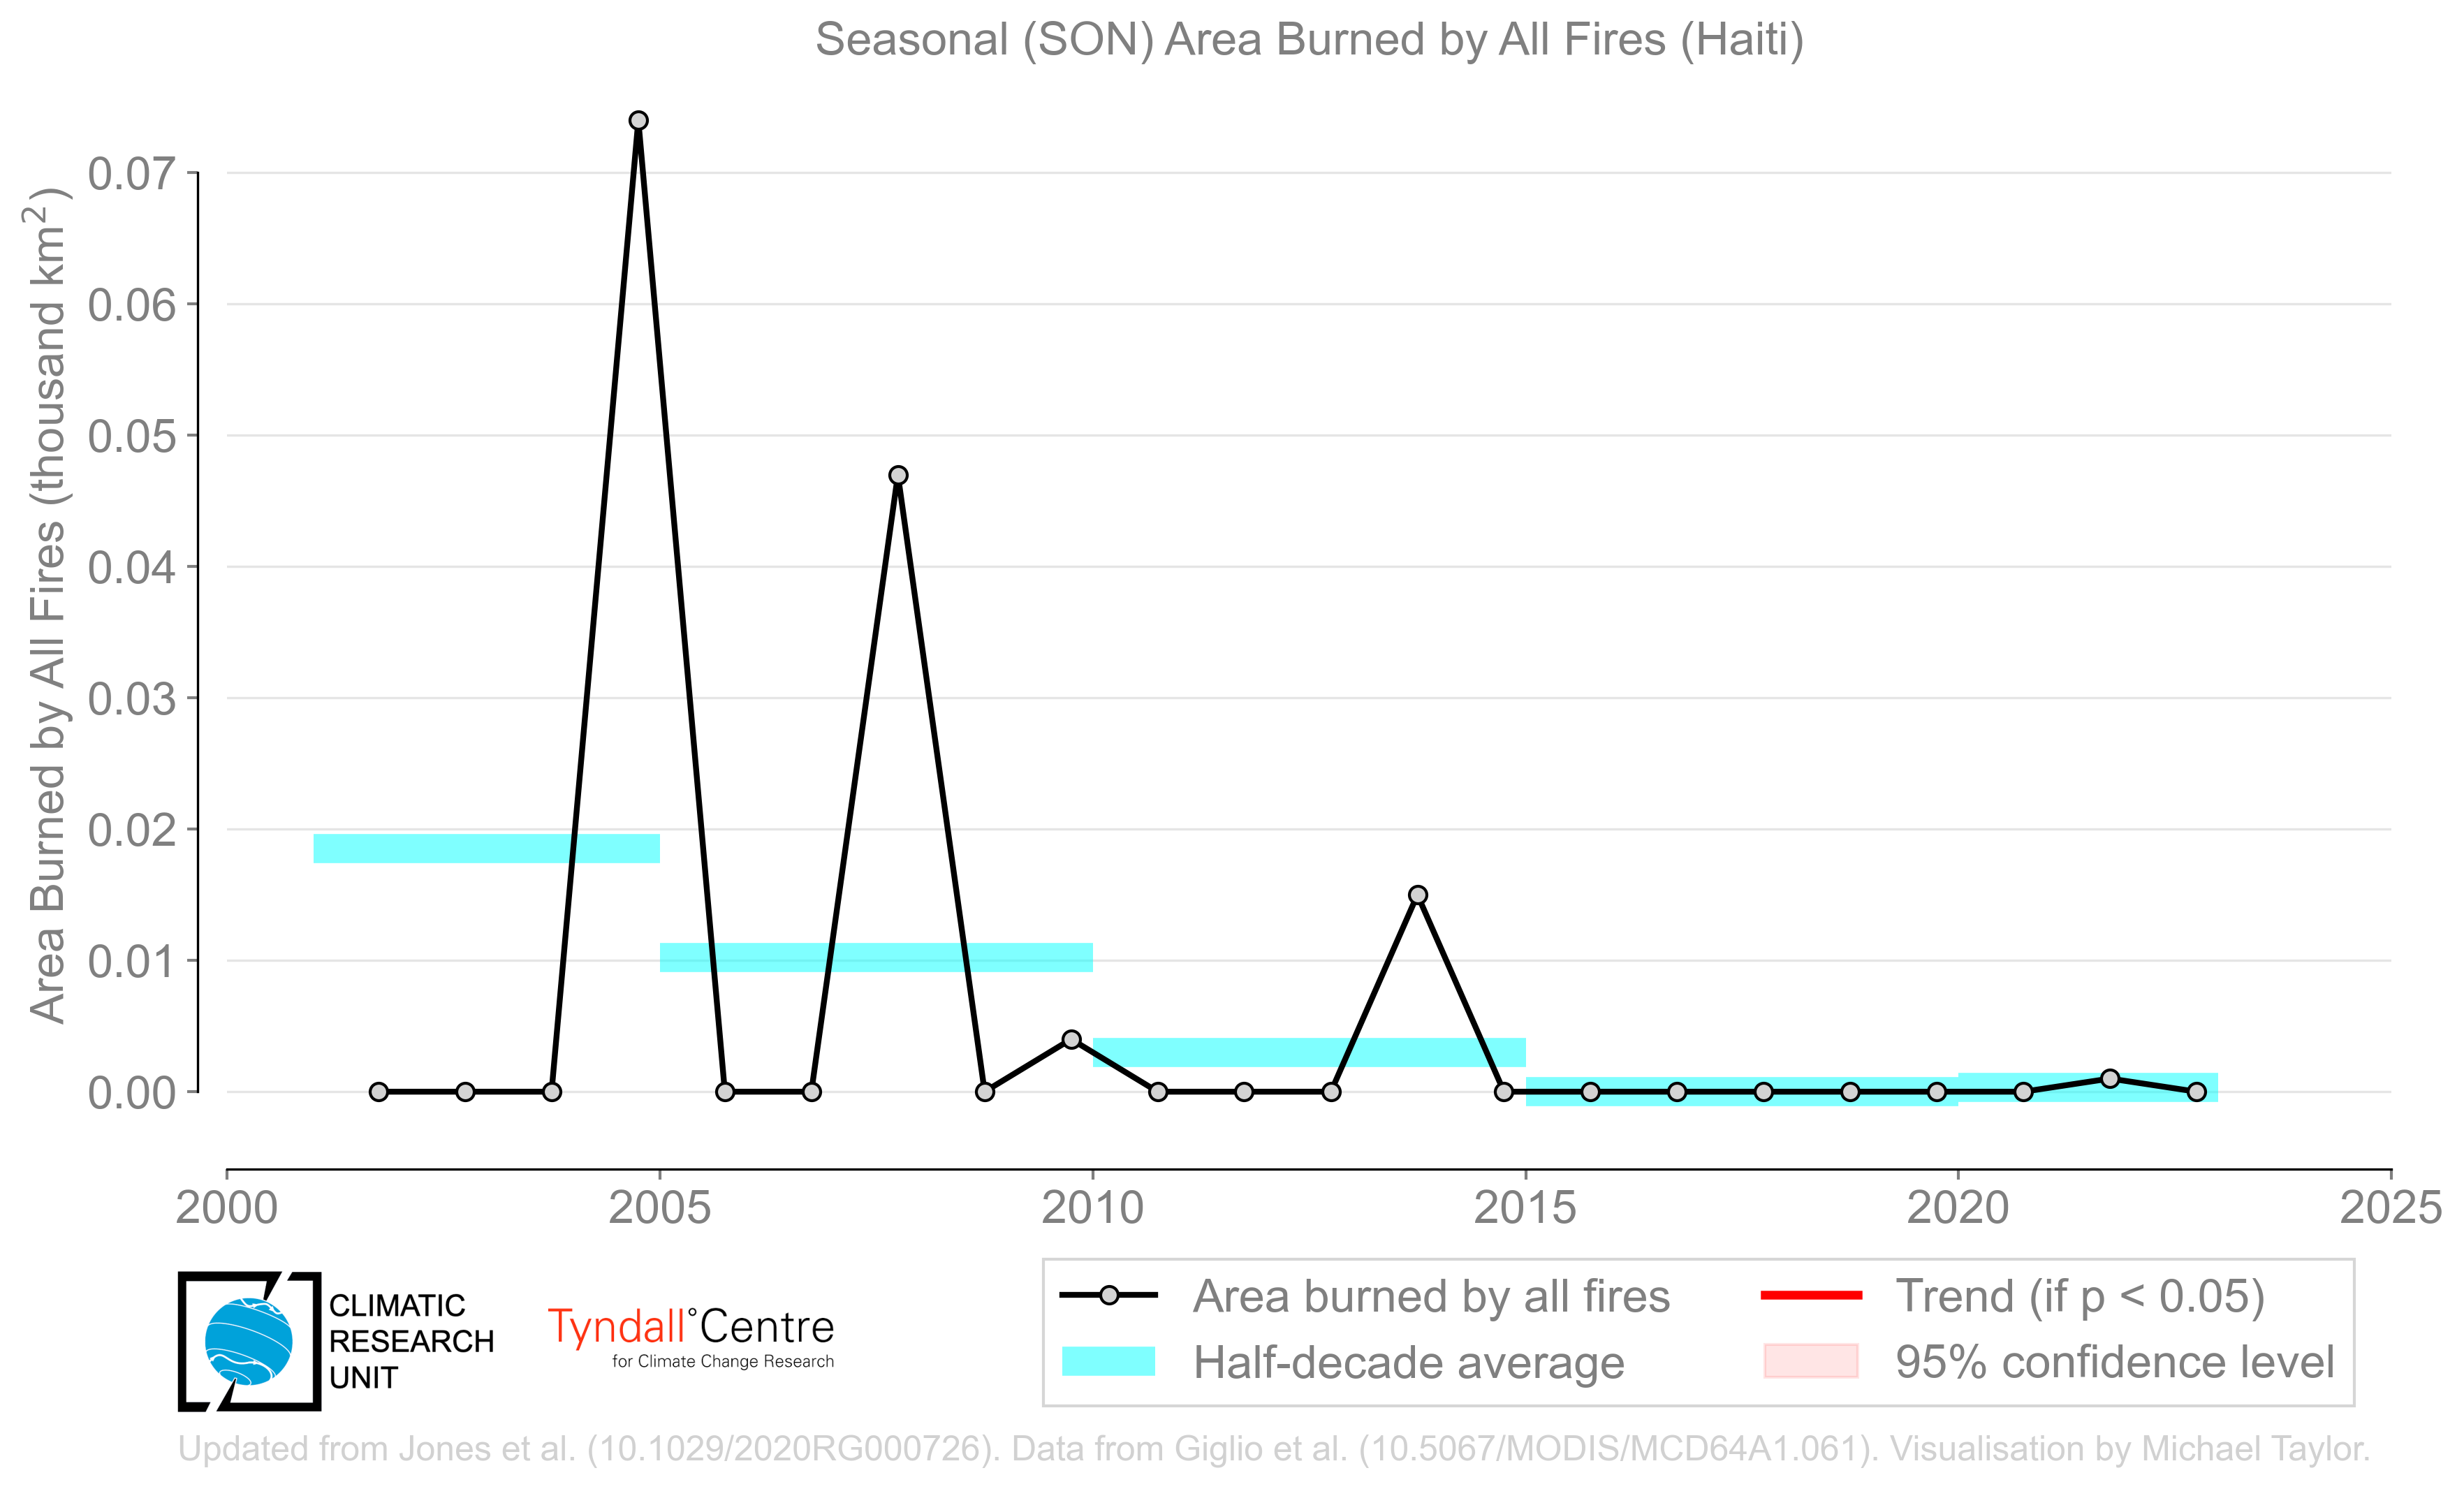 Seasonal (SON) Area Burned by All Fires (Haiti)
Area Burned by All Fires (thousand km²)
0.07
0.06
0.05
0.04
0.03
0.02
0.01
0.00
2000 2005 2010 2015 2020 2025
CLIMATIC
RESEARCH
UNIT
Tyndall°Centre
for Climate Change Research
Area burned by all fires
Half-decade average
Trend (if p < 0.05)
95% confidence level
Updated from Jones et al. (10.1029/2020RG000726). Data from Giglio et al. (10.5067/MODIS/MCD64A1.061). Visualisation by Michael Taylor.